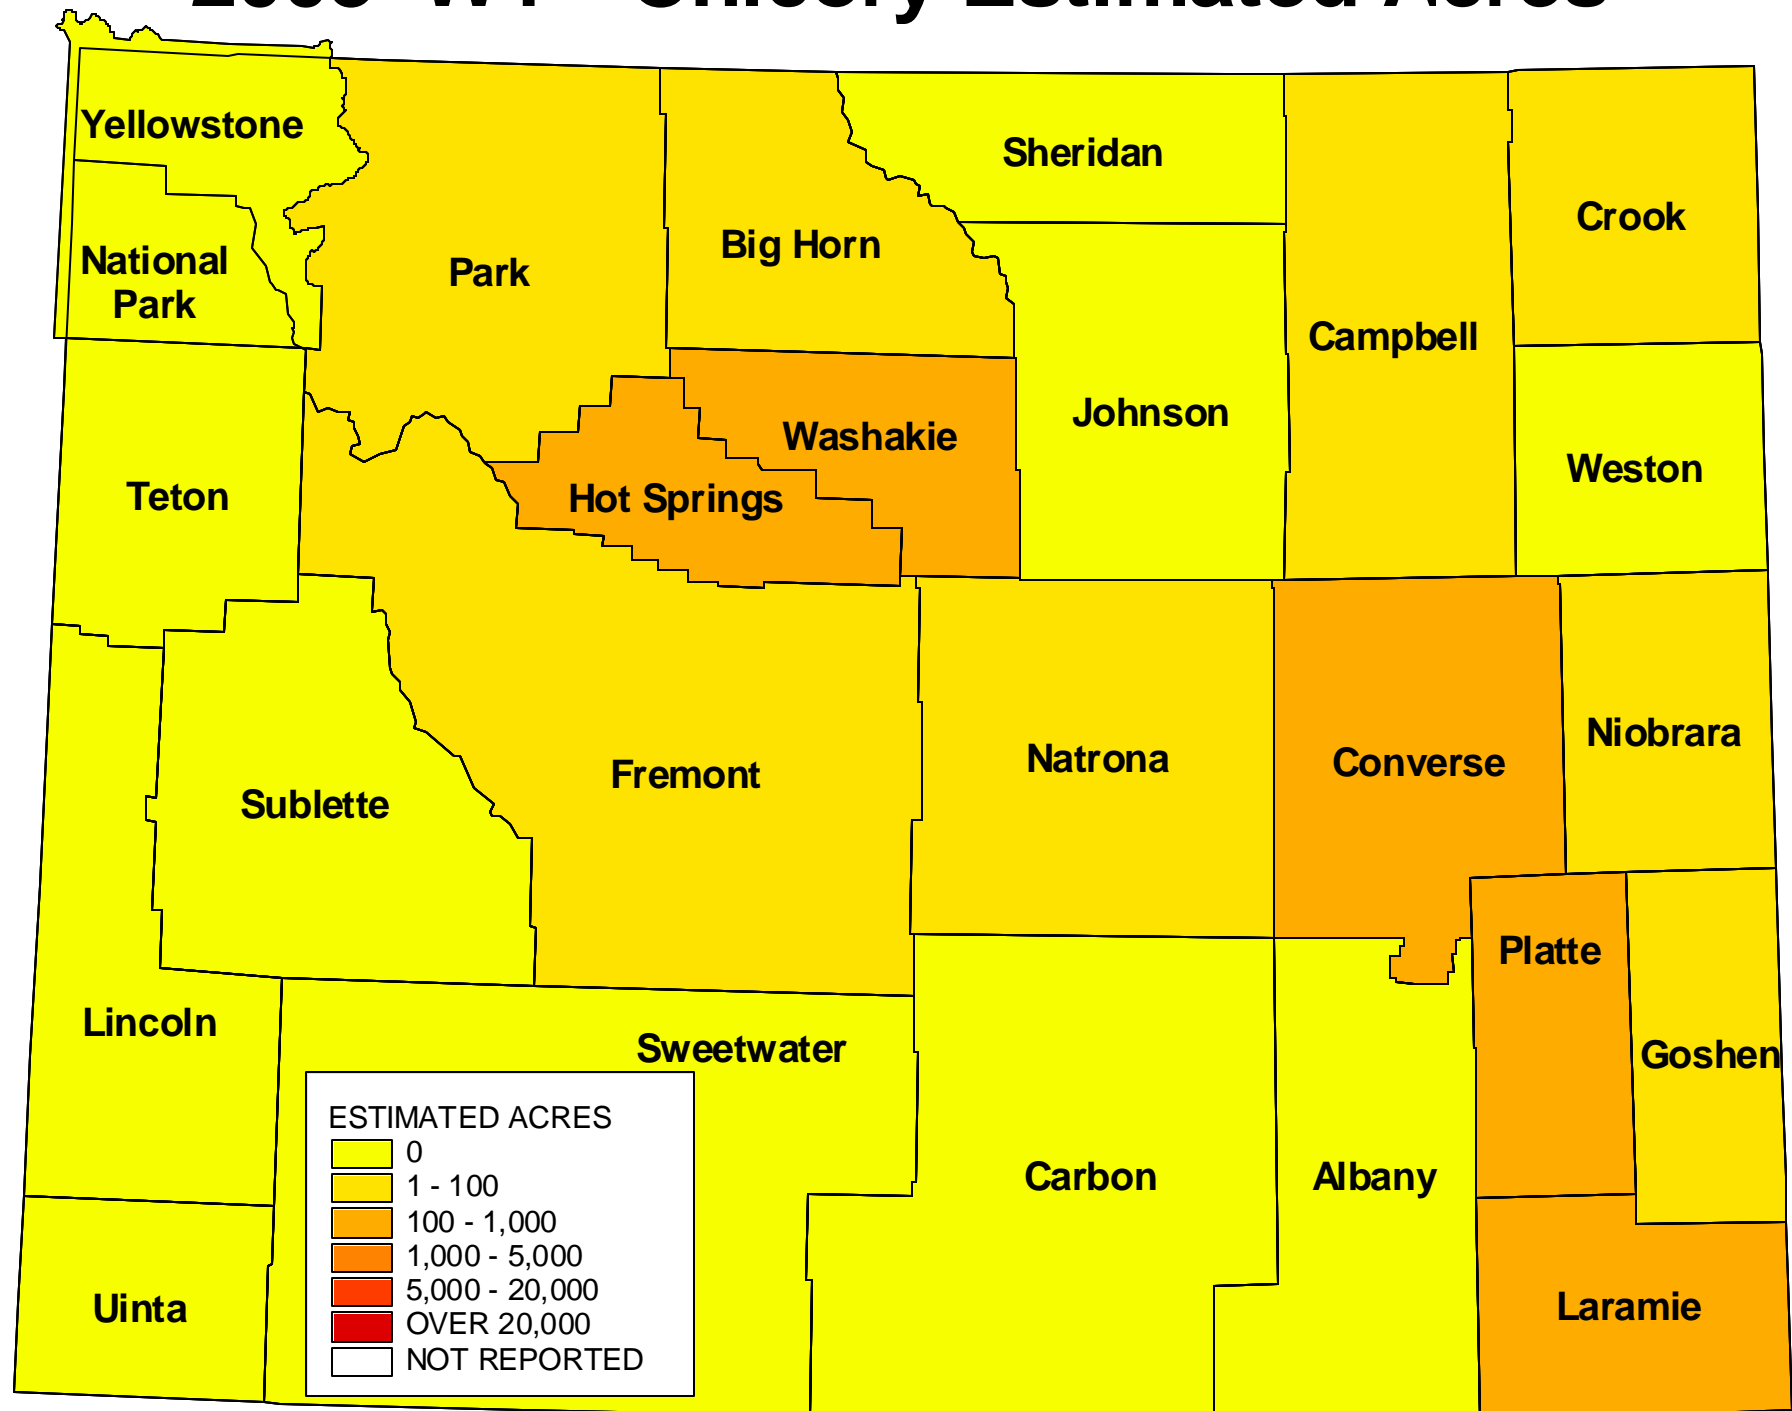 Yellowstone
National
Park
Park
Big Horn
Sheridan
Crook
Campbell
Johnson
Washakie
Hot Springs
Weston
Teton
Sublette
Fremont
Natrona
Converse
Niobrara
Platte
Lincoln
Sweetwater
Goshen
Carbon
Albany
Uinta
Laramie
ESTIMATED ACRES
0
1 - 100
100 - 1,000
1,000 - 5,000
5,000 - 20,000
OVER 20,000
NOT REPORTED